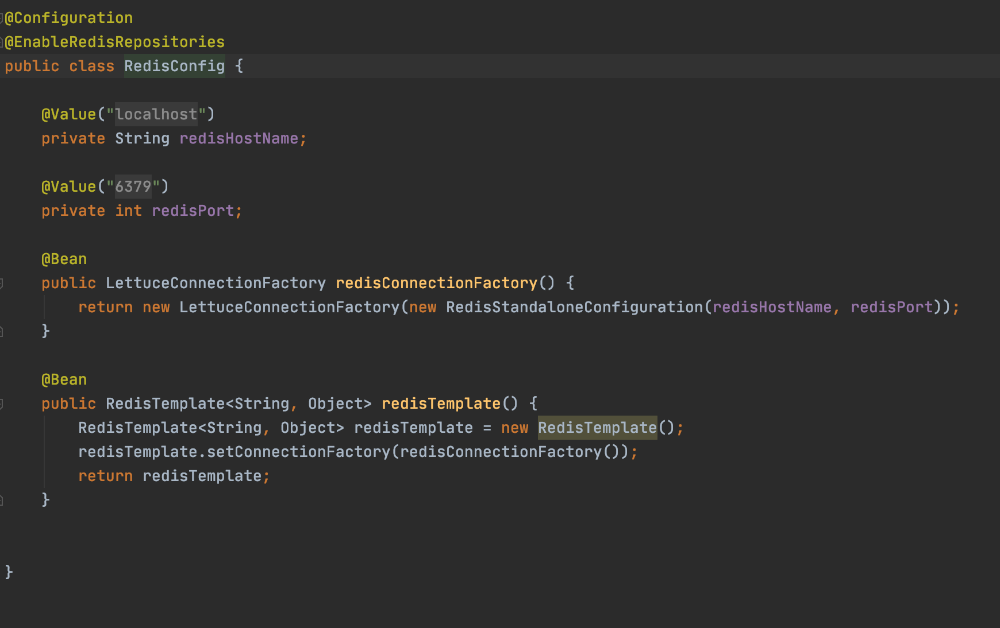 @Configuration
@EnableRedisRepositories
public class RedisConfig {
@Value("localhost")
private String redisHostName;
@Value("6379")
private int redisPort;
@Bean
public LettuceConnectionFactory redisConnectionFactory() {
return new LettuceConnectionFactory(new RedisStandaloneConfiguration(redisHostName, redisPort));
}
@Bean
public RedisTemplate<String, Object> redisTemplate() {
RedisTemplate<String, Object> redisTemplate = new RedisTemplate();
redisTemplate.setConnectionFactory(redisConnectionFactory());
return redisTemplate;
}
}